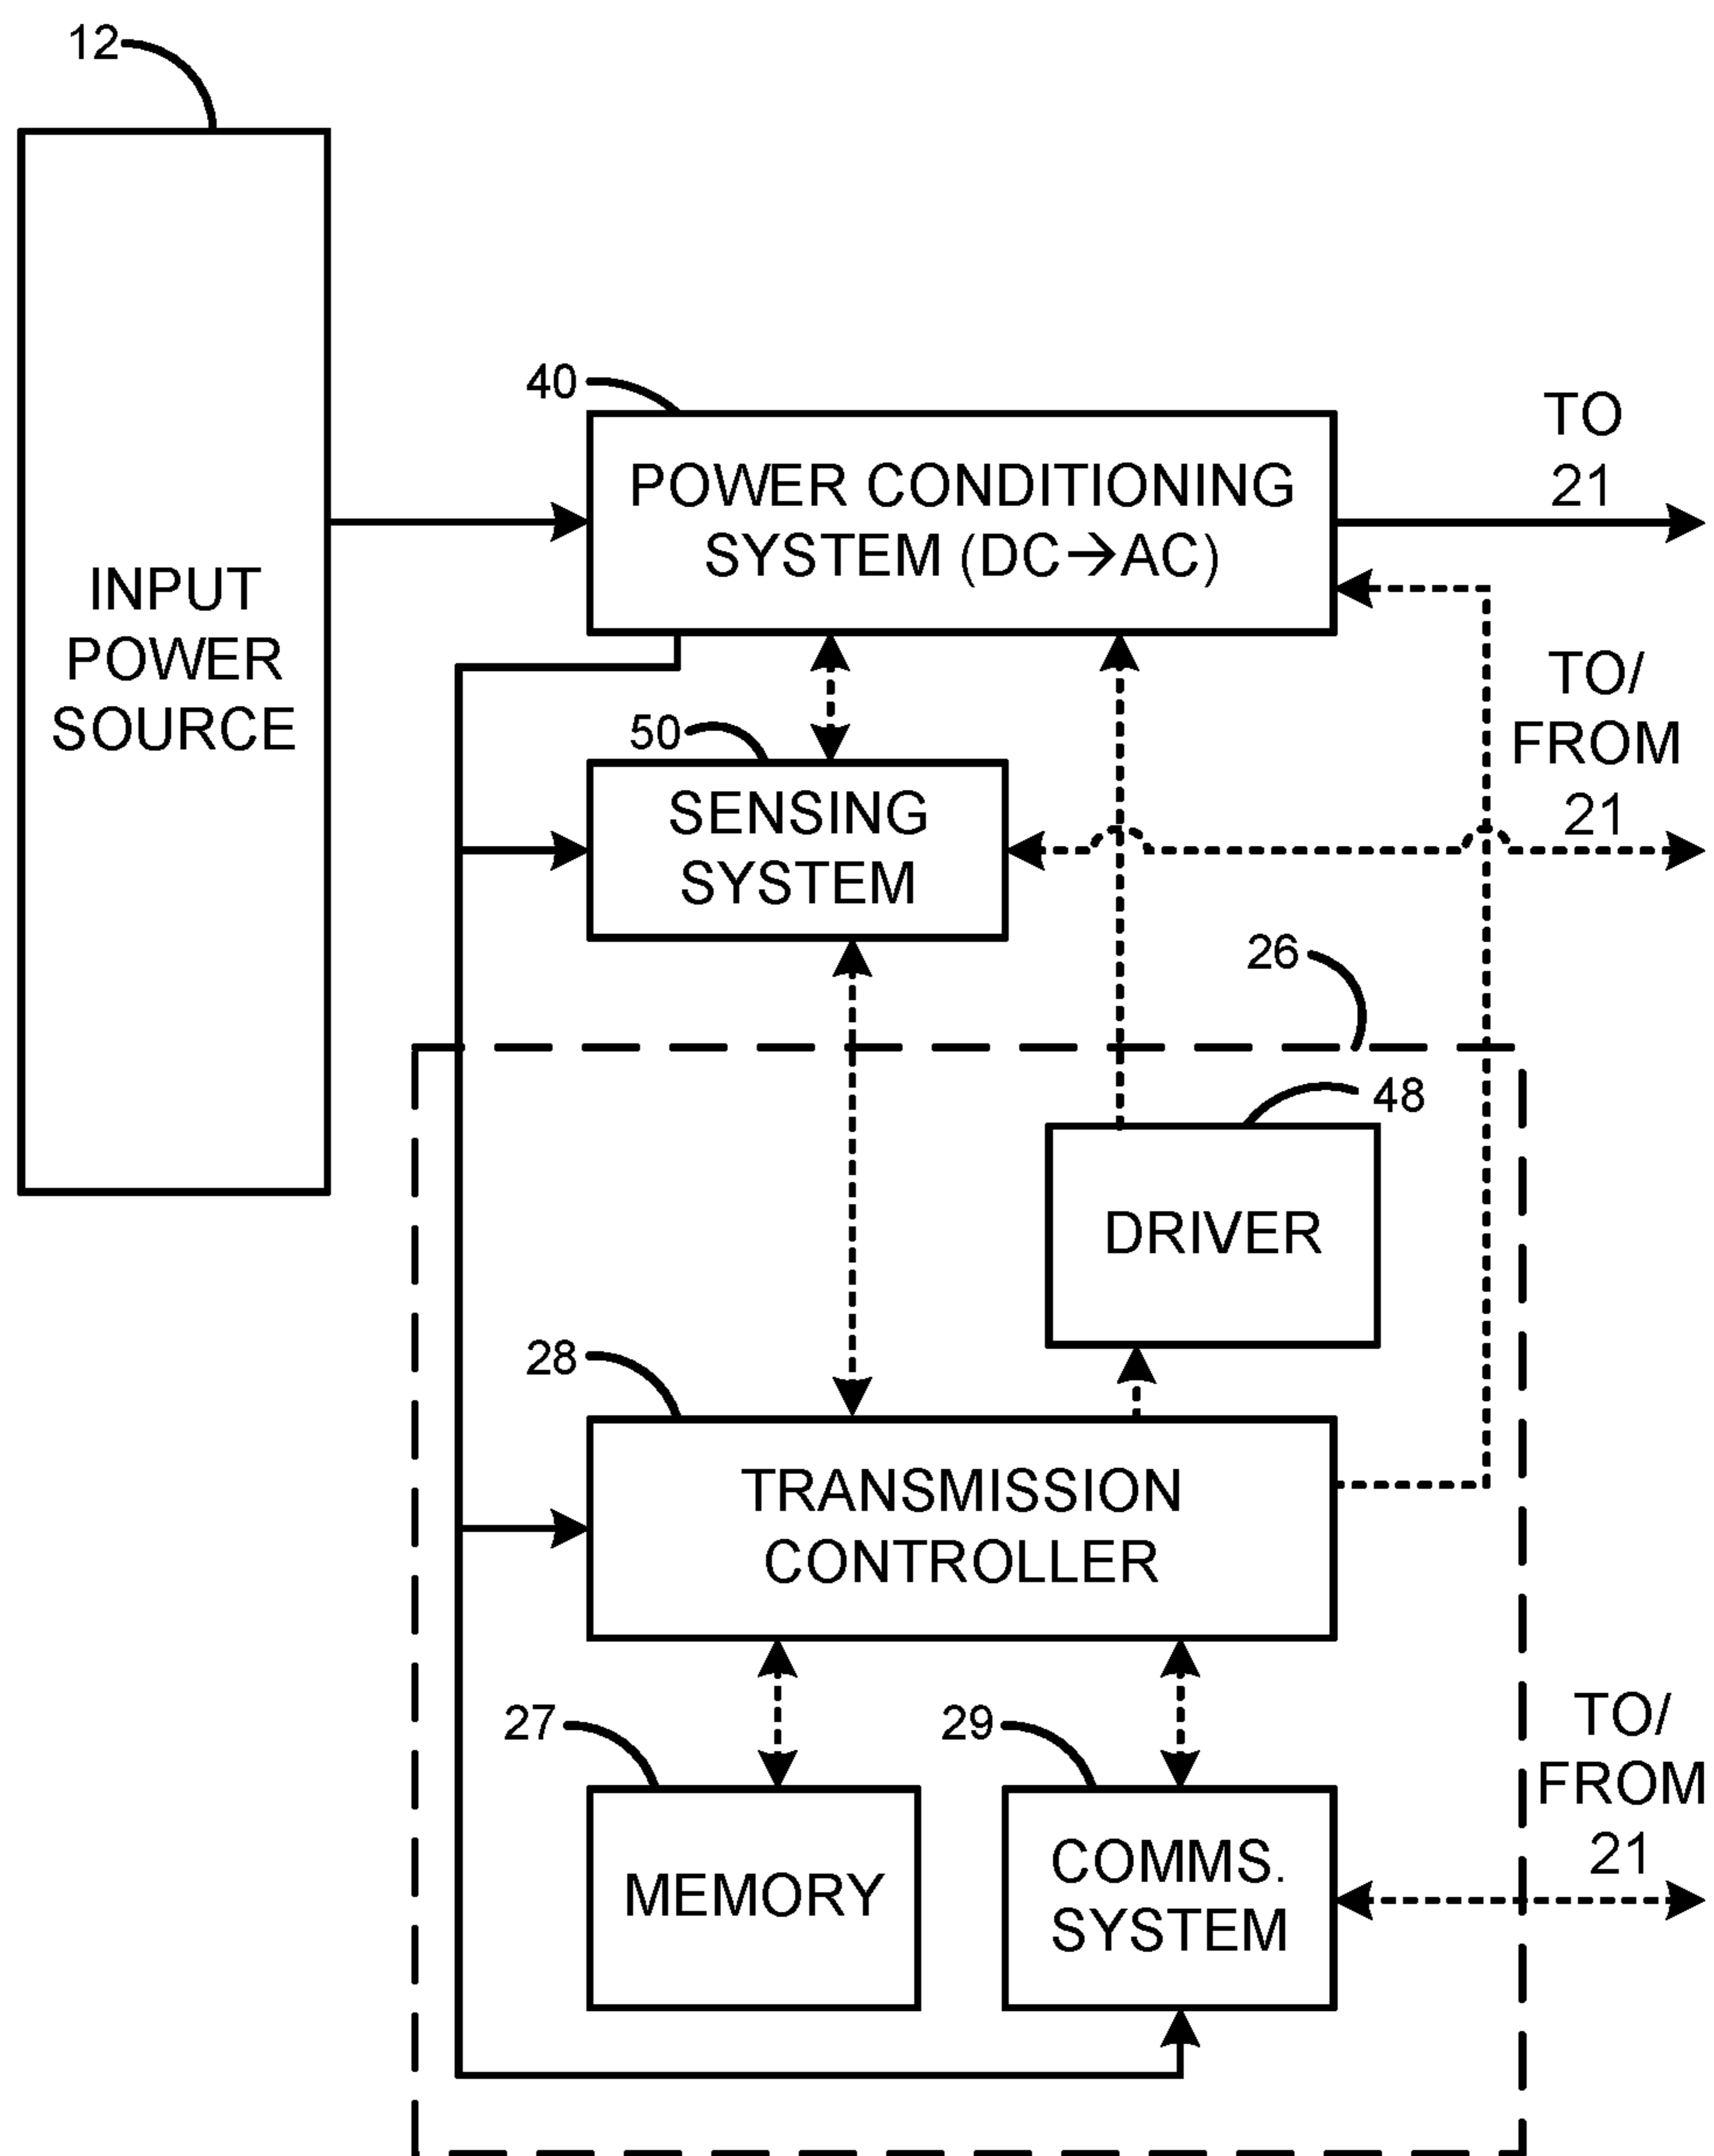 12
INPUT
POWER
SOURCE
40
POWER CONDITIONING
SYSTEM (DC→AC)
TO
21
50
SENSING
SYSTEM
TO/
FROM
21
26
48
DRIVER
28
TRANSMISSION
CONTROLLER
27
MEMORY
29
COMMS.
SYSTEM
TO/
FROM
21